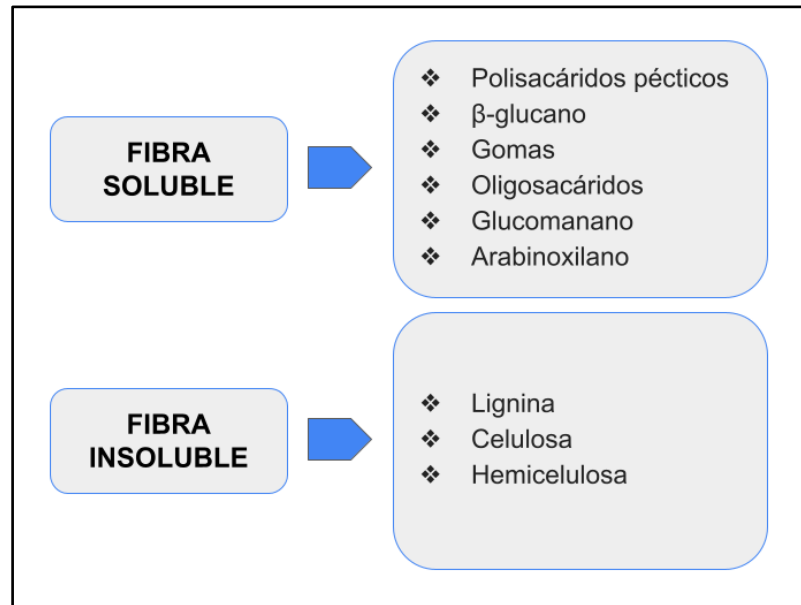 FIBRA
SOLUBLE
❖ Polisacáridos pécticos
❖ β-glucano
❖ Gomas
❖ Oligosacáridos
❖ Glucomanano
❖ Arabinoxilano
FIBRA
INSOLUBLE
❖ Lignina
❖ Celulosa
❖ Hemicelulosa